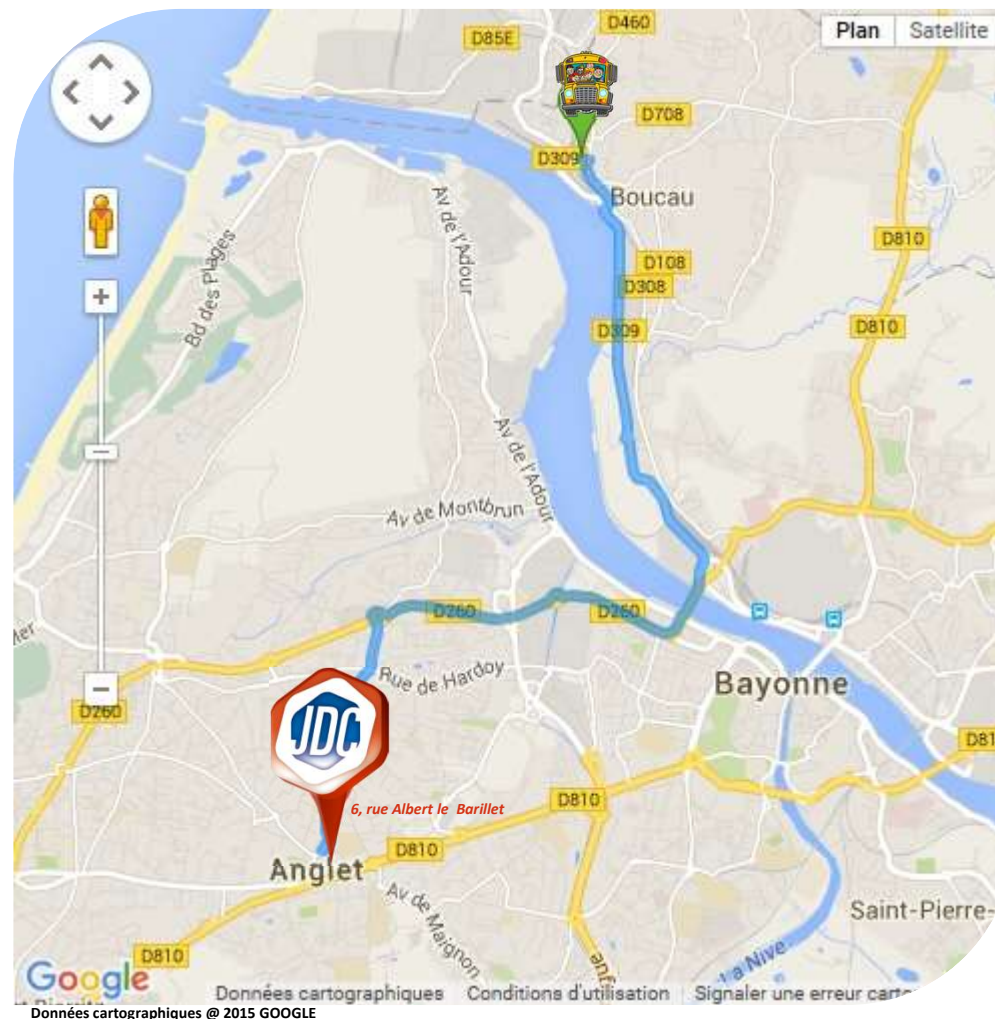 D460
D85E
Plan
Satellite
D708
D309
Boucau
Av de l'Adour
D810
Bd des Plages
D108
D308
D309
D810
Av de l'Adour
Av de Montbrun
D260
D260
Rue de Hardoy
Bayonne
D260
JDC
D81
6, rue Albert le Barillet
D810
D810
Anglet
Av de Maignon
Saint-Pierre-
D810
La Nive
Google
Données cartographiques
Conditions d'utilisation
Signaler une erreur carto
Données cartographiques @ 2015 GOOGLE